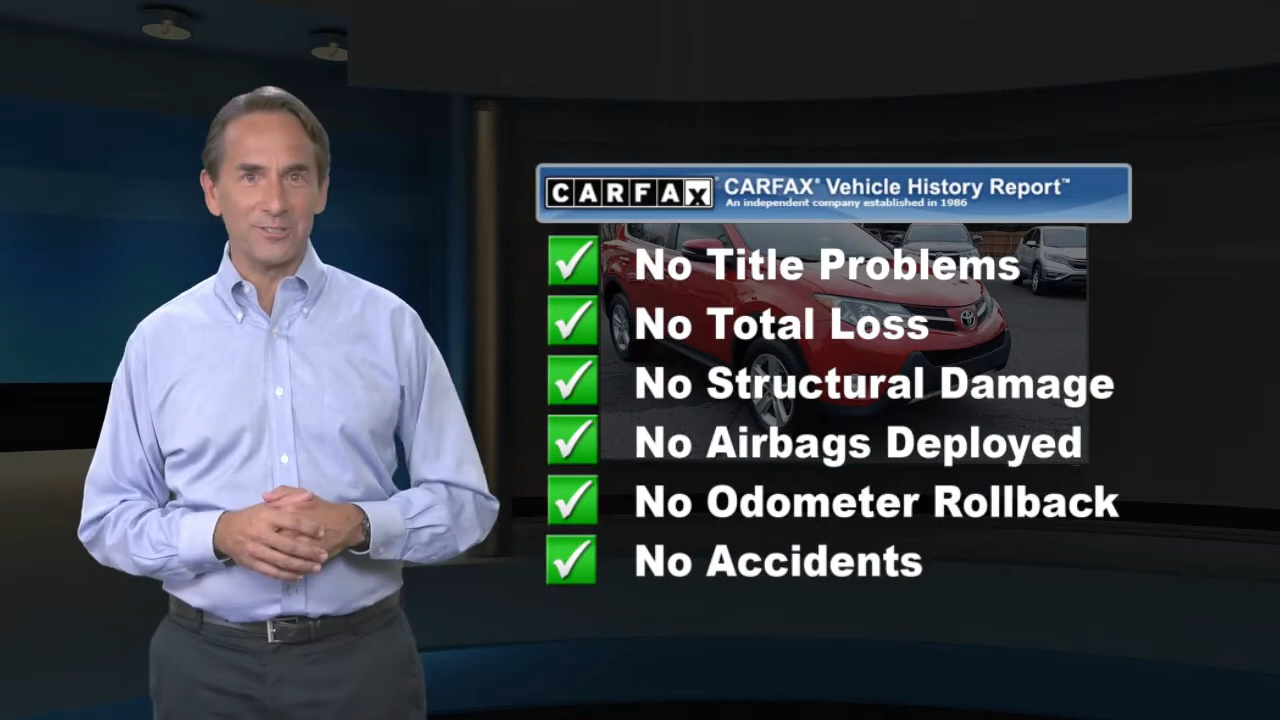 CARFAX
CARFAX® Vehicle History Report™
An independent company established in 1986
No Title Problems
No Total Loss
No Structural Damage
No Airbags Deployed
No Odometer Rollback
No Accidents